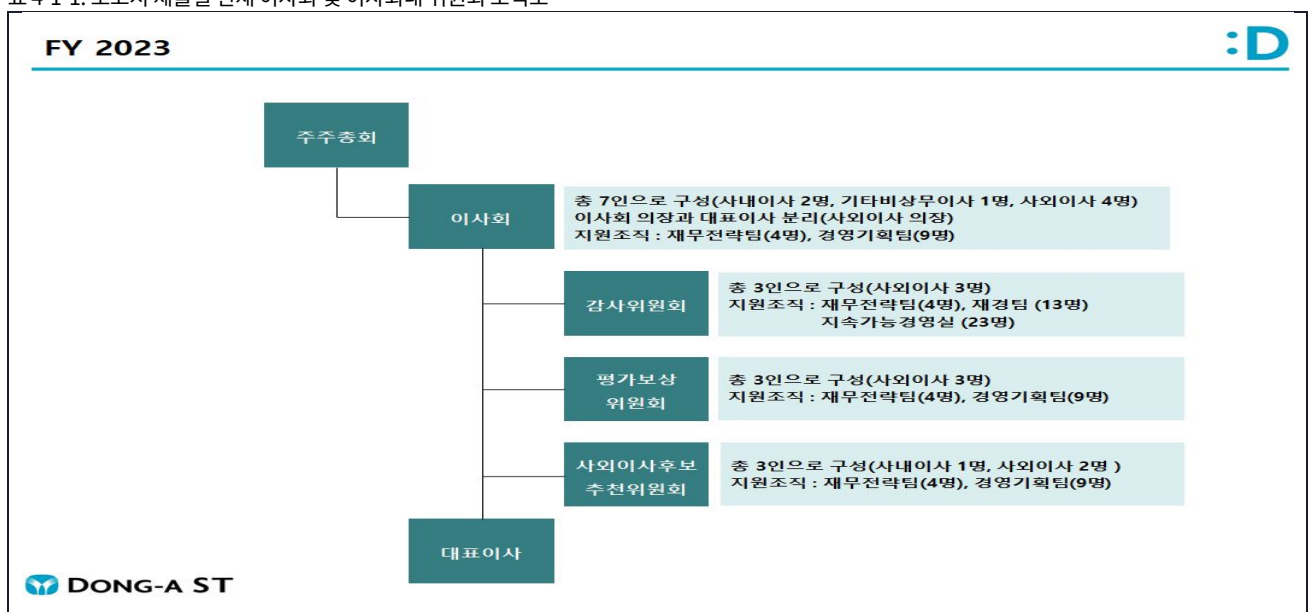 FY 2023
:D
주주총회
이사회
총 7인으로 구성(사내이사 2명, 기타비상무이사 1명, 사외이사 4명)
이사회 의장과 대표이사 분리(사외이사 의장)
지원조직 : 재무전략팀(4명), 경영기획팀(9명)
감사위원회
총 3인으로 구성(사외이사 3명)
지원조직 : 재무전략팀(4명), 재경팀 (13명)
지속가능경영실 (23명)
평가보상
위원회
총 3인으로 구성(사외이사 3명)
지원조직 : 재무전략팀(4명), 경영기획팀(9명)
사외이사후보
추천위원회
총 3인으로 구성(사내이사 1명, 사외이사 2명 )
지원조직 : 재무전략팀(4명), 경영기획팀(9명)
대표이사
DONG-A ST